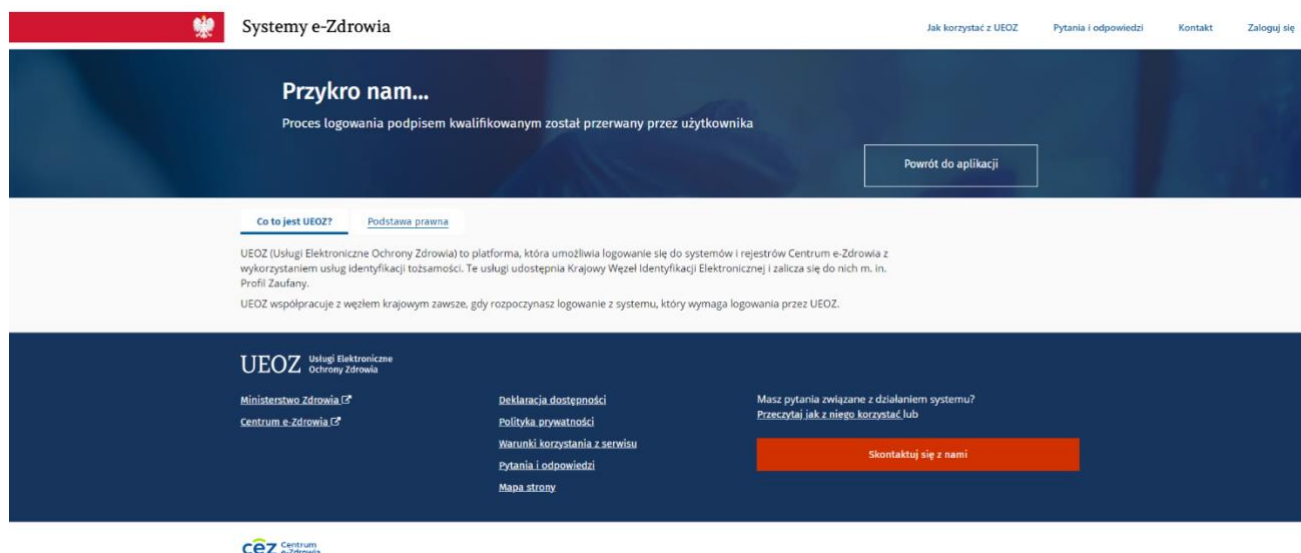 Systemy e-Zdrowia
Jak korzystać z UEOZ
Pytania i odpowiedzi
Kontakt
Zaloguj się
Przykro nam...
Proces logowania podpisem kwalifikowanym został przerwany przez użytkownika
Powrót do aplikacji
Co to jest UEOZ?
Podstawa prawna
UEOZ (Usługi Elektroniczne Ochrony Zdrowia) to platforma, która umożliwia logowanie się do systemów i rejestrów Centrum e-Zdrowia z
wykorzystaniem usług identyfikacji tożsamości. Te usługi udostępnia Krajowy Węzeł Identyfikacji Elektronicznej i zalicza się do nich m. in.
Profil Zaufany.
UEOZ współpracuje z węzłem krajowym zawsze, gdy rozpoczynasz logowanie z systemu, który wymaga logowania przez UEOZ.
UEOZ Usługi Elektroniczne
Ochrony Zdrowia
Ministerstwo Zdrowia
Centrum e-Zdrowia
Deklaracja dostępności
Polityka prywatności
Warunki korzystania z serwisu
Pytania i odpowiedzi
Mapa strony
Masz pytania związane z działaniem systemu?
Przeczytaj jak z niego korzystać lub
Skontaktuj się z nami
cez Centrum
e-Zdrowia